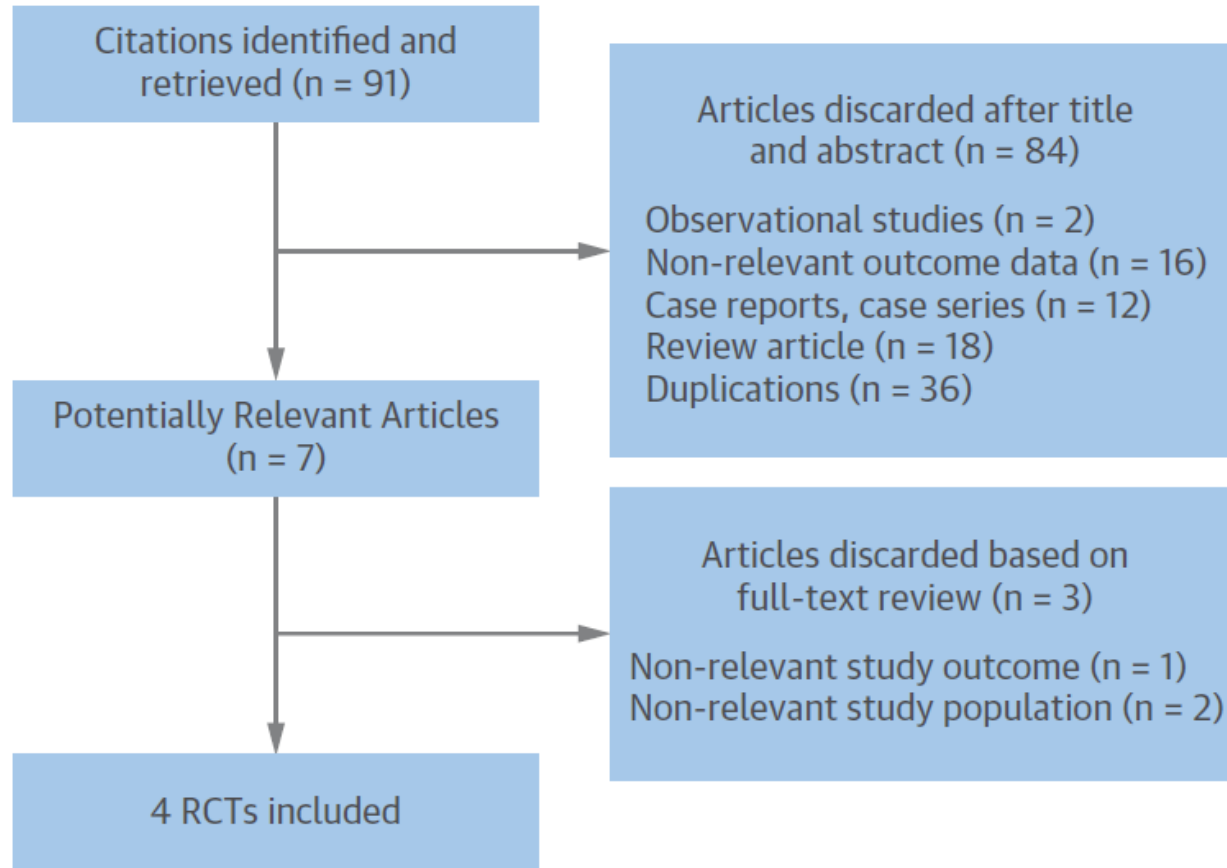 Citations identified and
retrieved (n = 91)
Articles discarded after title
and abstract (n = 84)
Observational studies (n = 2)
Non-relevant outcome data (n = 16)
Case reports, case series (n = 12)
Review article (n = 18)
Duplications (n = 36)
Potentially Relevant Articles
(n = 7)
Articles discarded based on
full-text review (n = 3)
Non-relevant study outcome (n = 1)
Non-relevant study population (n = 2)
4 RCTs included